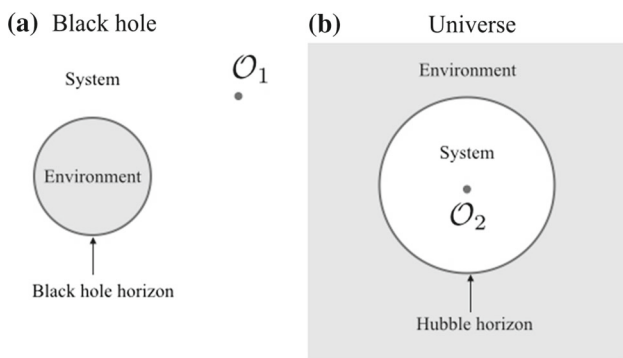 (a) Black hole
System
𝒪₁
Environment
Black hole horizon
(b) Universe
Environment
System
𝒪₂
Hubble horizon